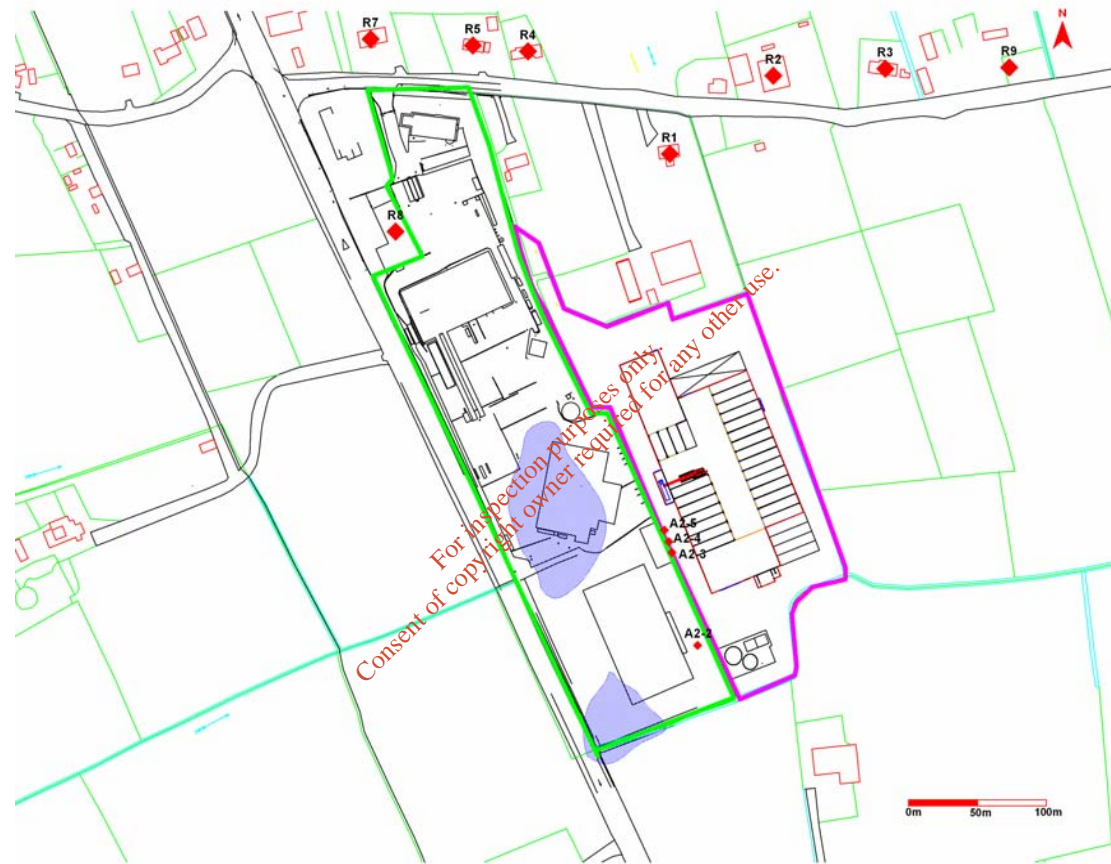 R7
R5
R4
N
R2
R3
R9
R1
R8
For inspection purposes only.
Consent of copyright owner required for any other use.
A2-5
A2-4
A2-3
A2-2
0m 50m 100m